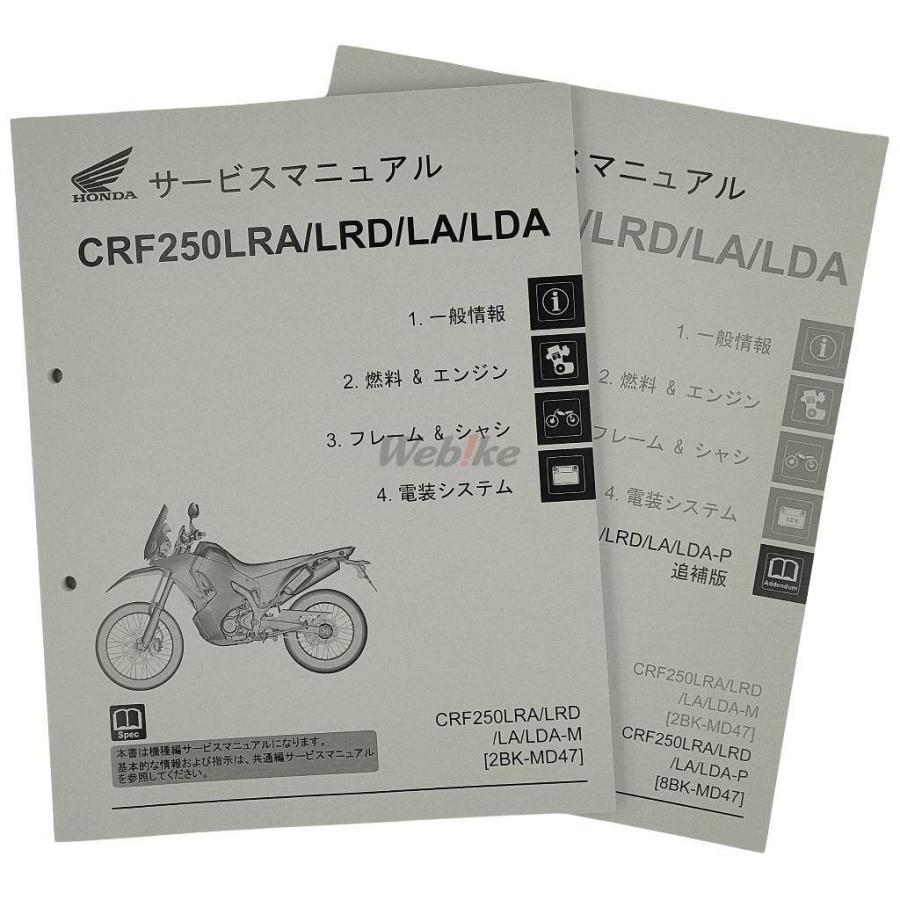 HONDA
サービスマニュアル
CRF250LRA/LRD/LA/LDA
1. 一般情報
2. 燃料 & エンジン
3. フレーム & シャシ
4. 電装システム
Webike
Spec
本書は機種編サービスマニュアルになります。
基本的な情報および指示は、共通編サービスマニュアル
を参照してください。
CRF250LRA/LRD
/LA/LDA-M
[2BK-MD47]
スマニュアル
/LRD/LA/LDA
1. 一般情報
2. 燃料 & エンジン
フレーム & シャシ
4. 電装システム
12V
/LRD/LA/LDA-P
追補版
Addendum
CRF250LRA/LRD
/LA/LDA-M
[2BK-MD47]
CRF250LRA/LRD
/LA/LDA-P
[8BK-MD47]